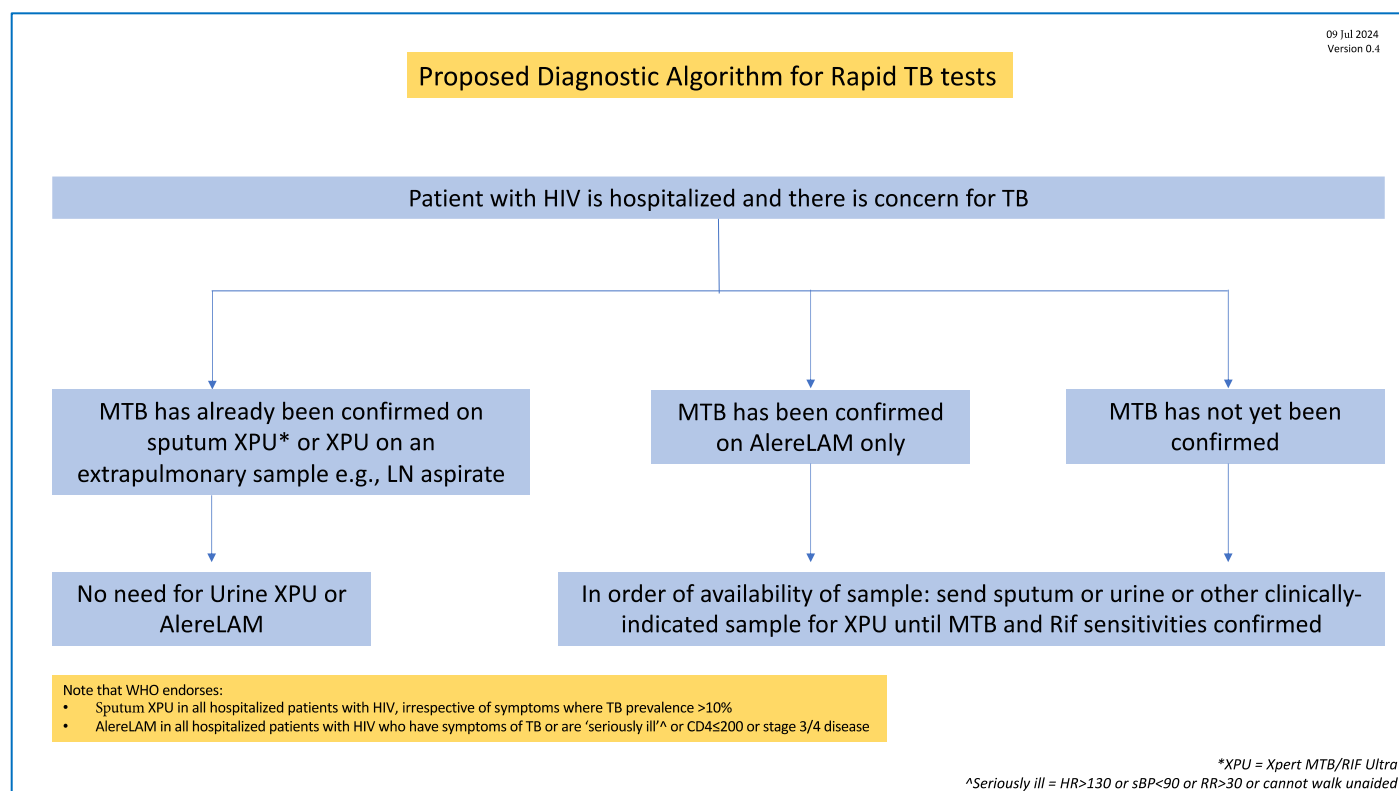 09 Jul 2024
Version 0.4
Proposed Diagnostic Algorithm for Rapid TB tests
Patient with HIV is hospitalized and there is concern for TB
MTB has already been confirmed on
sputum XPU* or XPU on an
extrapulmonary sample e.g., LN aspirate
MTB has been confirmed
on AlereLAM only
MTB has not yet been
confirmed
No need for Urine XPU or
AlereLAM
In order of availability of sample: send sputum or urine or other clinically-
indicated sample for XPU until MTB and Rif sensitivities confirmed
Note that WHO endorses:
• Sputum XPU in all hospitalized patients with HIV, irrespective of symptoms where TB prevalence >10%
• AlereLAM in all hospitalized patients with HIV who have symptoms of TB or are ‘seriously ill’^ or CD4≤200 or stage 3/4 disease
*XPU = Xpert MTB/RIF Ultra
^Seriously ill = HR>130 or sBP<90 or RR>30 or cannot walk unaided